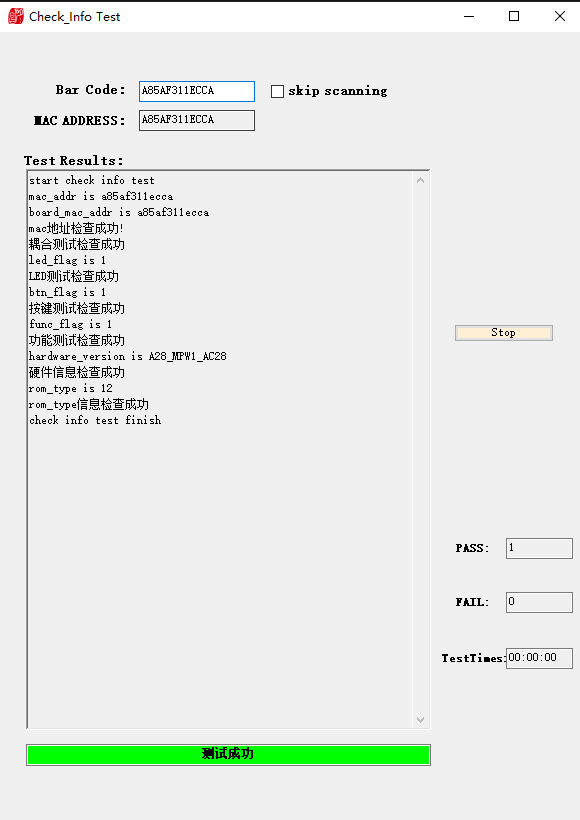 Check_Info Test
Bar Code: A85AF311ECCA skip scanning
MAC ADDRESS: A85AF311ECCA
Test Results:
start check info test
mac_addr is a85af311ecca
board_mac_addr is a85af311ecca
mac地址检查成功!
耦合测试检查成功
led_flag is 1
LED测试检查成功
btn_flag is 1
按键测试检查成功
func_flag is 1
功能测试检查成功
hardware_version is A28_MPW1_AC28
硬件信息检查成功
rom_type is 12
rom_type信息检查成功
check info test finish
Stop
PASS: 1
FAIL: 0
TestTimes: 00:00:00
测试成功